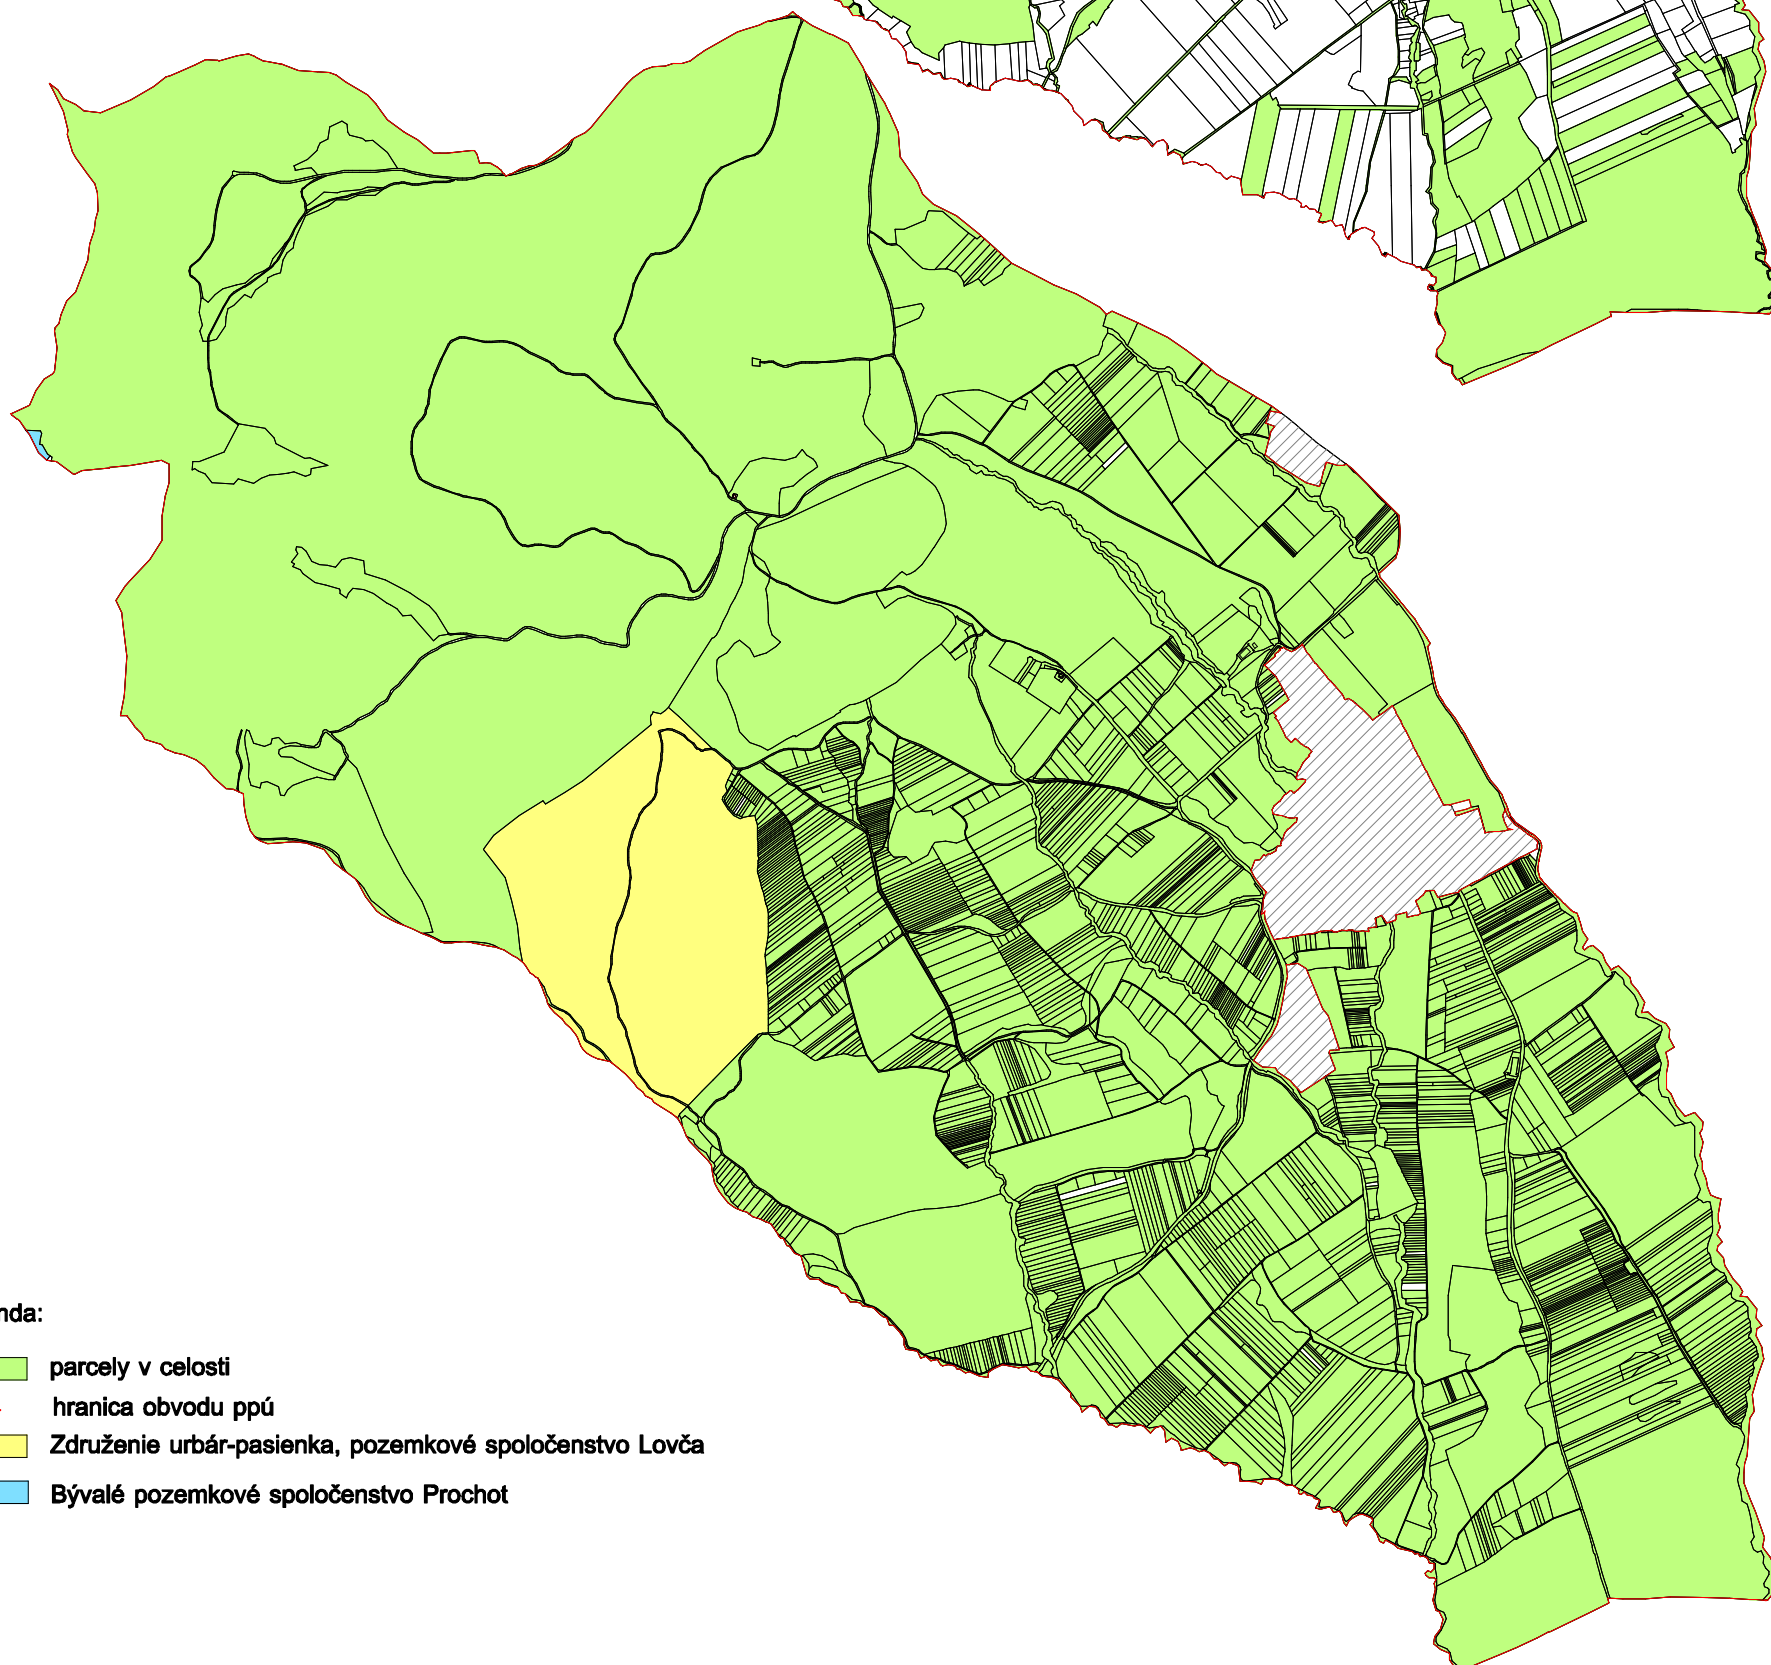 nda:
parcely v celosti
hranica obvodu ppú
Združenie urbár-pasienka, pozemkové spoločenstvo Lovča
Bývalé pozemkové spoločenstvo Prochot